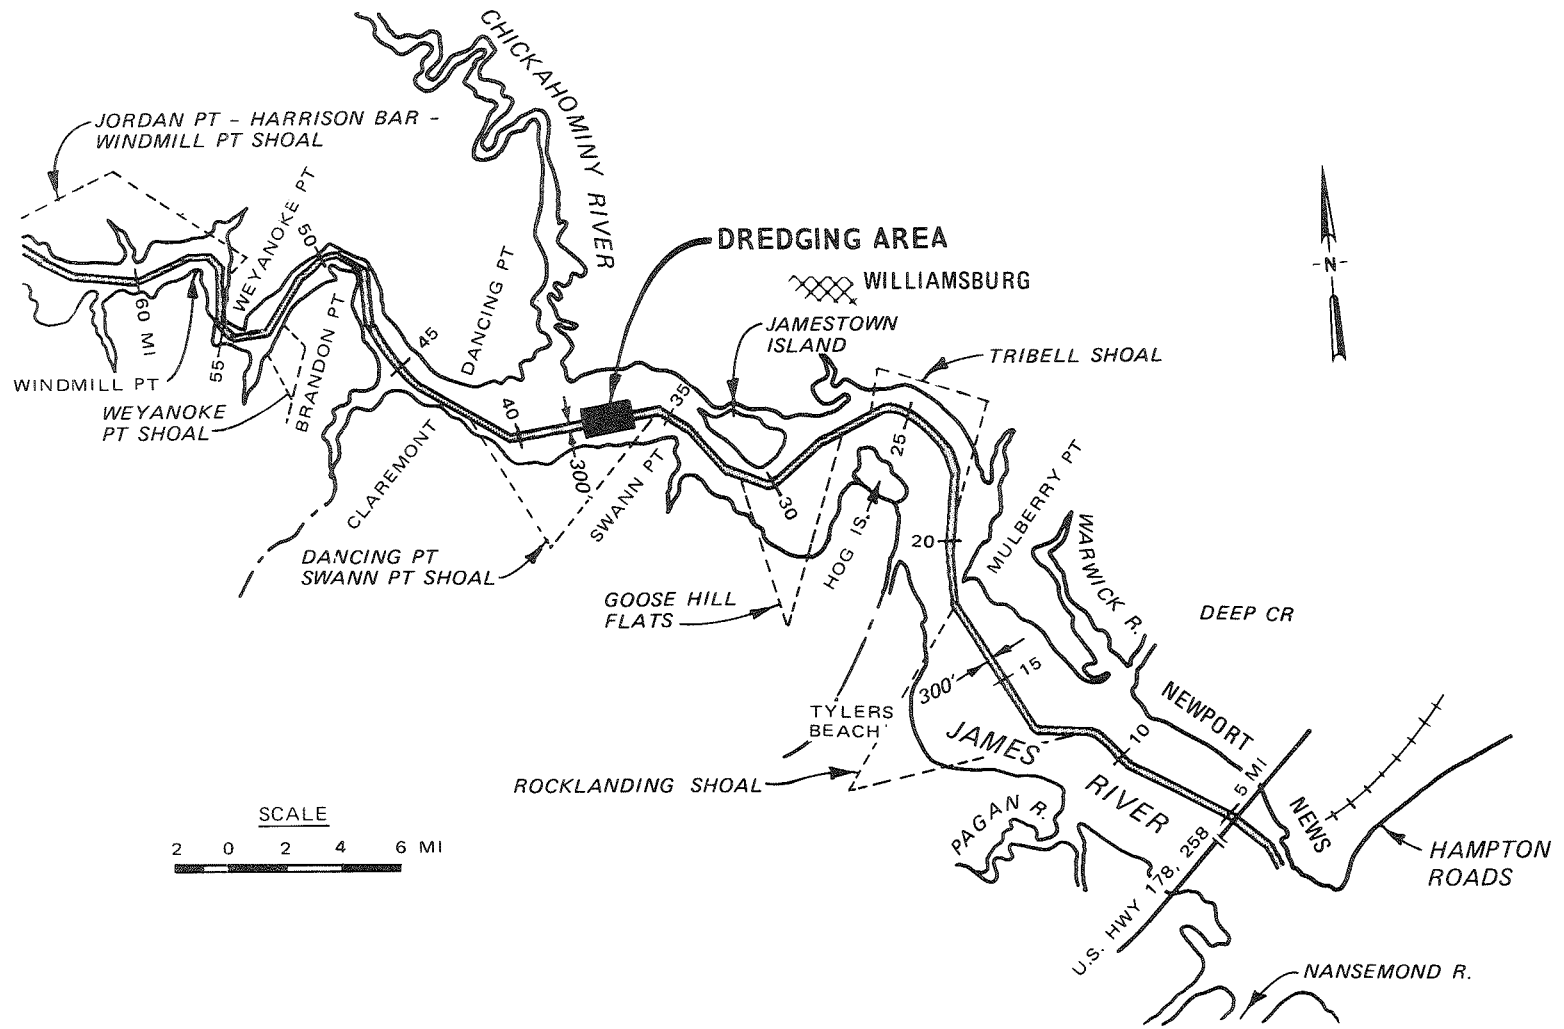 CHICKAHOMINY RIVER
JORDAN PT - HARRISON BAR -
WINDMILL PT SHOAL
WEYANOKE PT
50
DREDGING AREA
WILLIAMSBURG
-N-
60 MI
BRANDON PT
DANCING PT
45
JAMESTOWN
ISLAND
TRIBELL SHOAL
55
WINDMILL PT
WEYANOKE
PT SHOAL
40
35
25
CLAREMONT
300'
SWANN PT
30
HOG IS.
20
MULBERRY PT
WARWICK R.
DANCING PT
SWANN PT SHOAL
GOOSE HILL
FLATS
DEEP CR
300'
15
TYLERS
BEACH
JAMES
RIVER
10
NEWPORT
NEWS
5 MI
ROCKLANDING SHOAL
PAGAN R.
SCALE
2 0 2 4 6 MI
HAMPTON
ROADS
U.S. HWY 178, 258
NANSEMOND R.